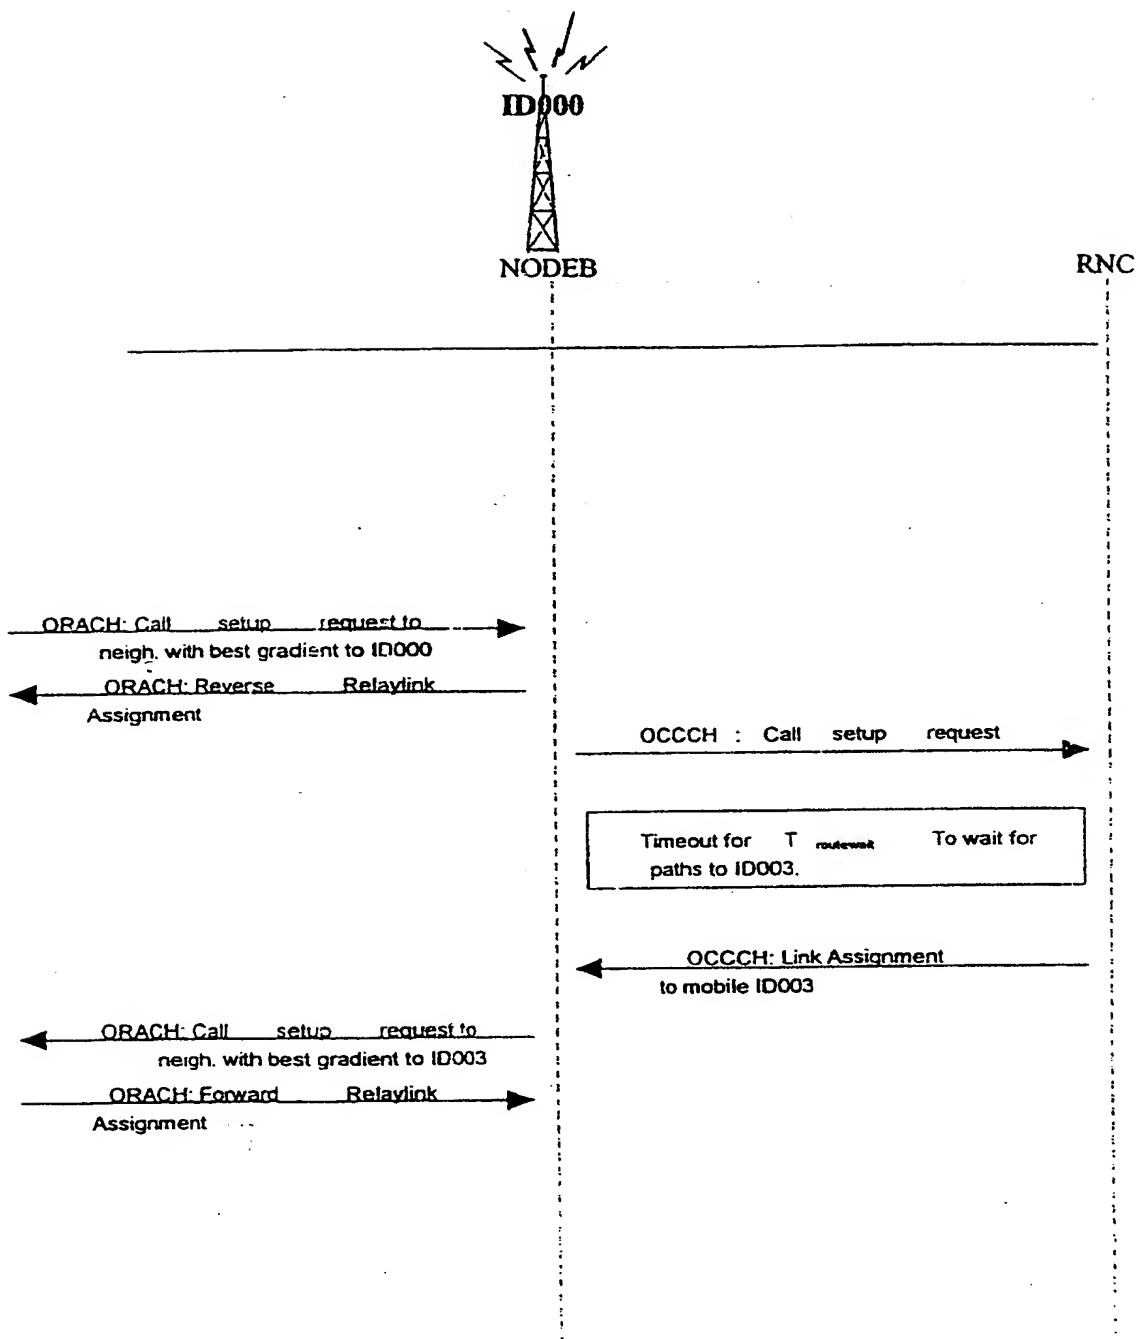 ID000
NODEB
RNC
ORACH: Call setup request to
neigh. with best gradient to ID000
ORACH: Reverse Relaylink
Assignment
OCCCH : Call setup request
Timeout for T routewait To wait for
paths to ID003.
OCCCH: Link Assignment
to mobile ID003
ORACH: Call setup request to
neigh. with best gradient to ID003
ORACH: Forward Relaylink
Assignment